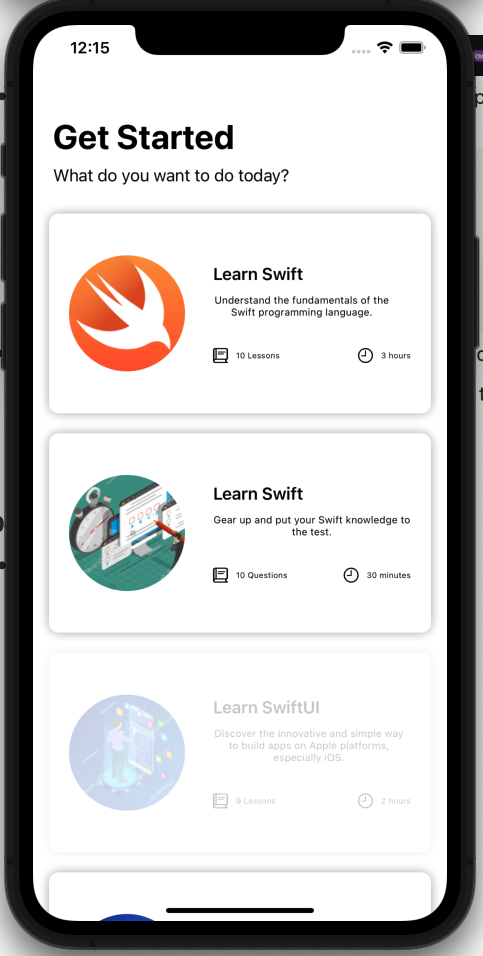 12:15
Get Started
What do you want to do today?
Learn Swift
Understand the fundamentals of the
Swift programming language.
10 Lessons
3 hours
Learn Swift
Gear up and put your Swift knowledge to
the test.
10 Questions
30 minutes
Learn SwiftUI
Discover the innovative and simple way
to build apps on Apple platforms,
especially iOS.
9 Lessons
2 hours